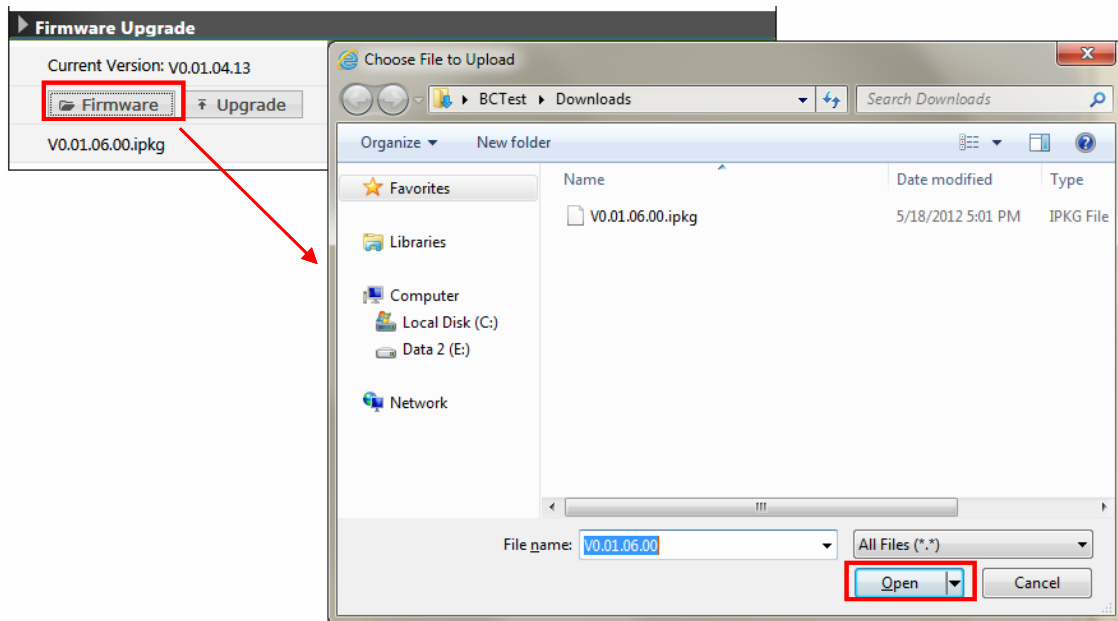 Firmware Upgrade
Current Version: V0.01.04.13
Firmware Upgrade
V0.01.06.00.ipkg
Choose File to Upload
BCTest Downloads
Search Downloads
Organize New folder
Favorites
Libraries
Computer
Local Disk (C:)
Data 2 (E:)
Network
Name Date modified Type
V0.01.06.00.ipkg 5/18/2012 5:01 PM IPKG File
File name: V0.01.06.00 All Files (*.*)
Open Cancel